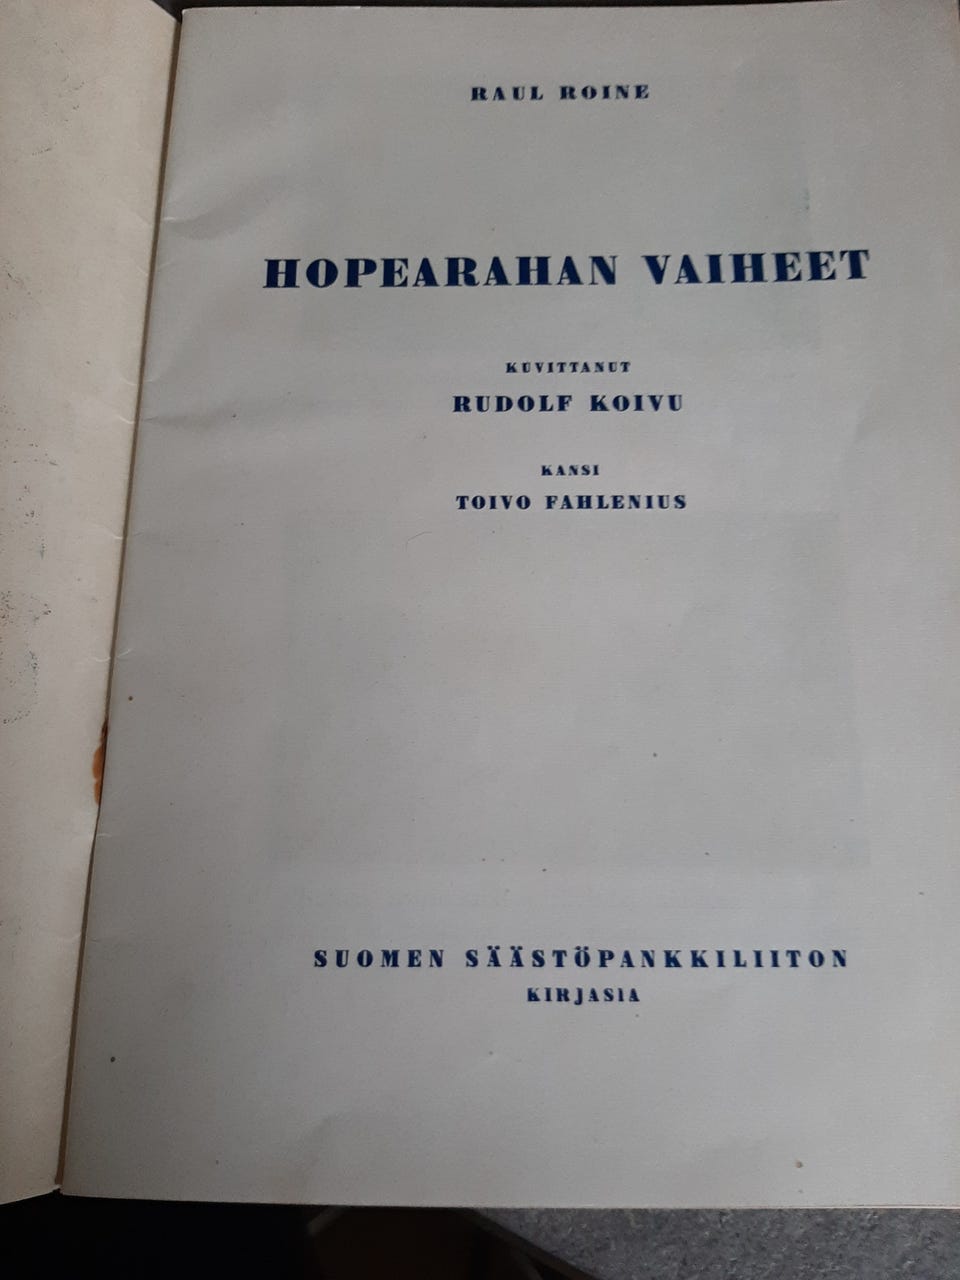 RAUL ROINE
HOPEARAHAN VAIHEET
KUVITTANUT
RUDOLF KOIVU
KANSI
TOIVO FAHLENIUS
SUOMEN SÄÄSTÖPANKKILIITON
KIRJASIA